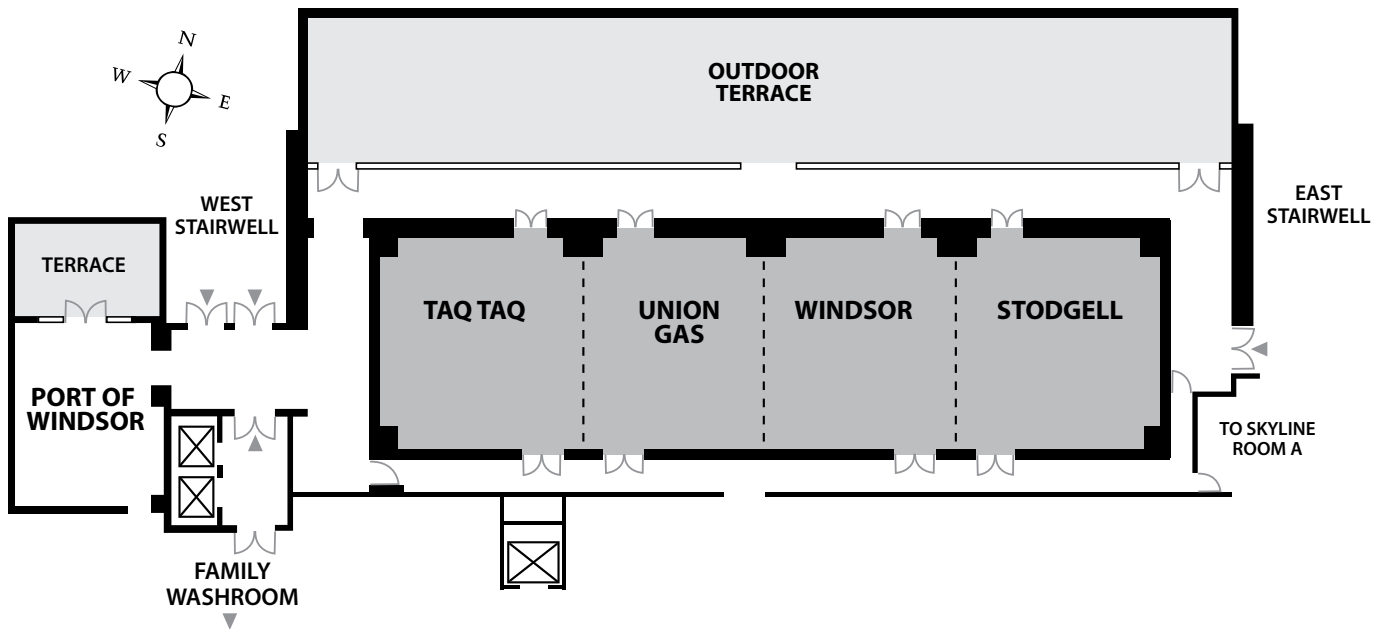 N
W
E
S
OUTDOOR
TERRACE
WEST
STAIRWELL
EAST
STAIRWELL
TERRACE
TAQ TAQ
UNION
GAS
WINDSOR
STODGELL
PORT OF
WINDSOR
TO SKYLINE
ROOM A
FAMILY
WASHROOM